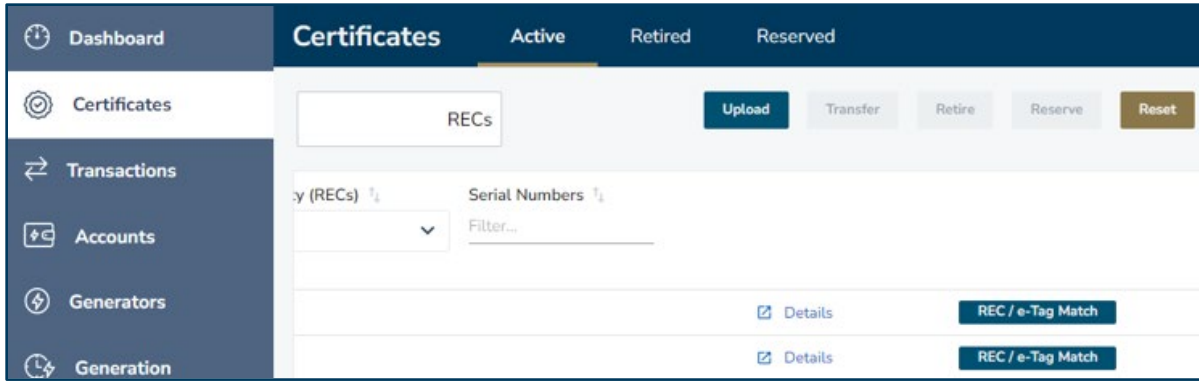 Dashboard
Certificates
Transactions
Accounts
Generators
Generation
Certificates Active Retired Reserved
RECs Upload Transfer Retire Reserve Reset
y (RECs) Serial Numbers
Filter...
Details REC / e-Tag Match
Details REC / e-Tag Match